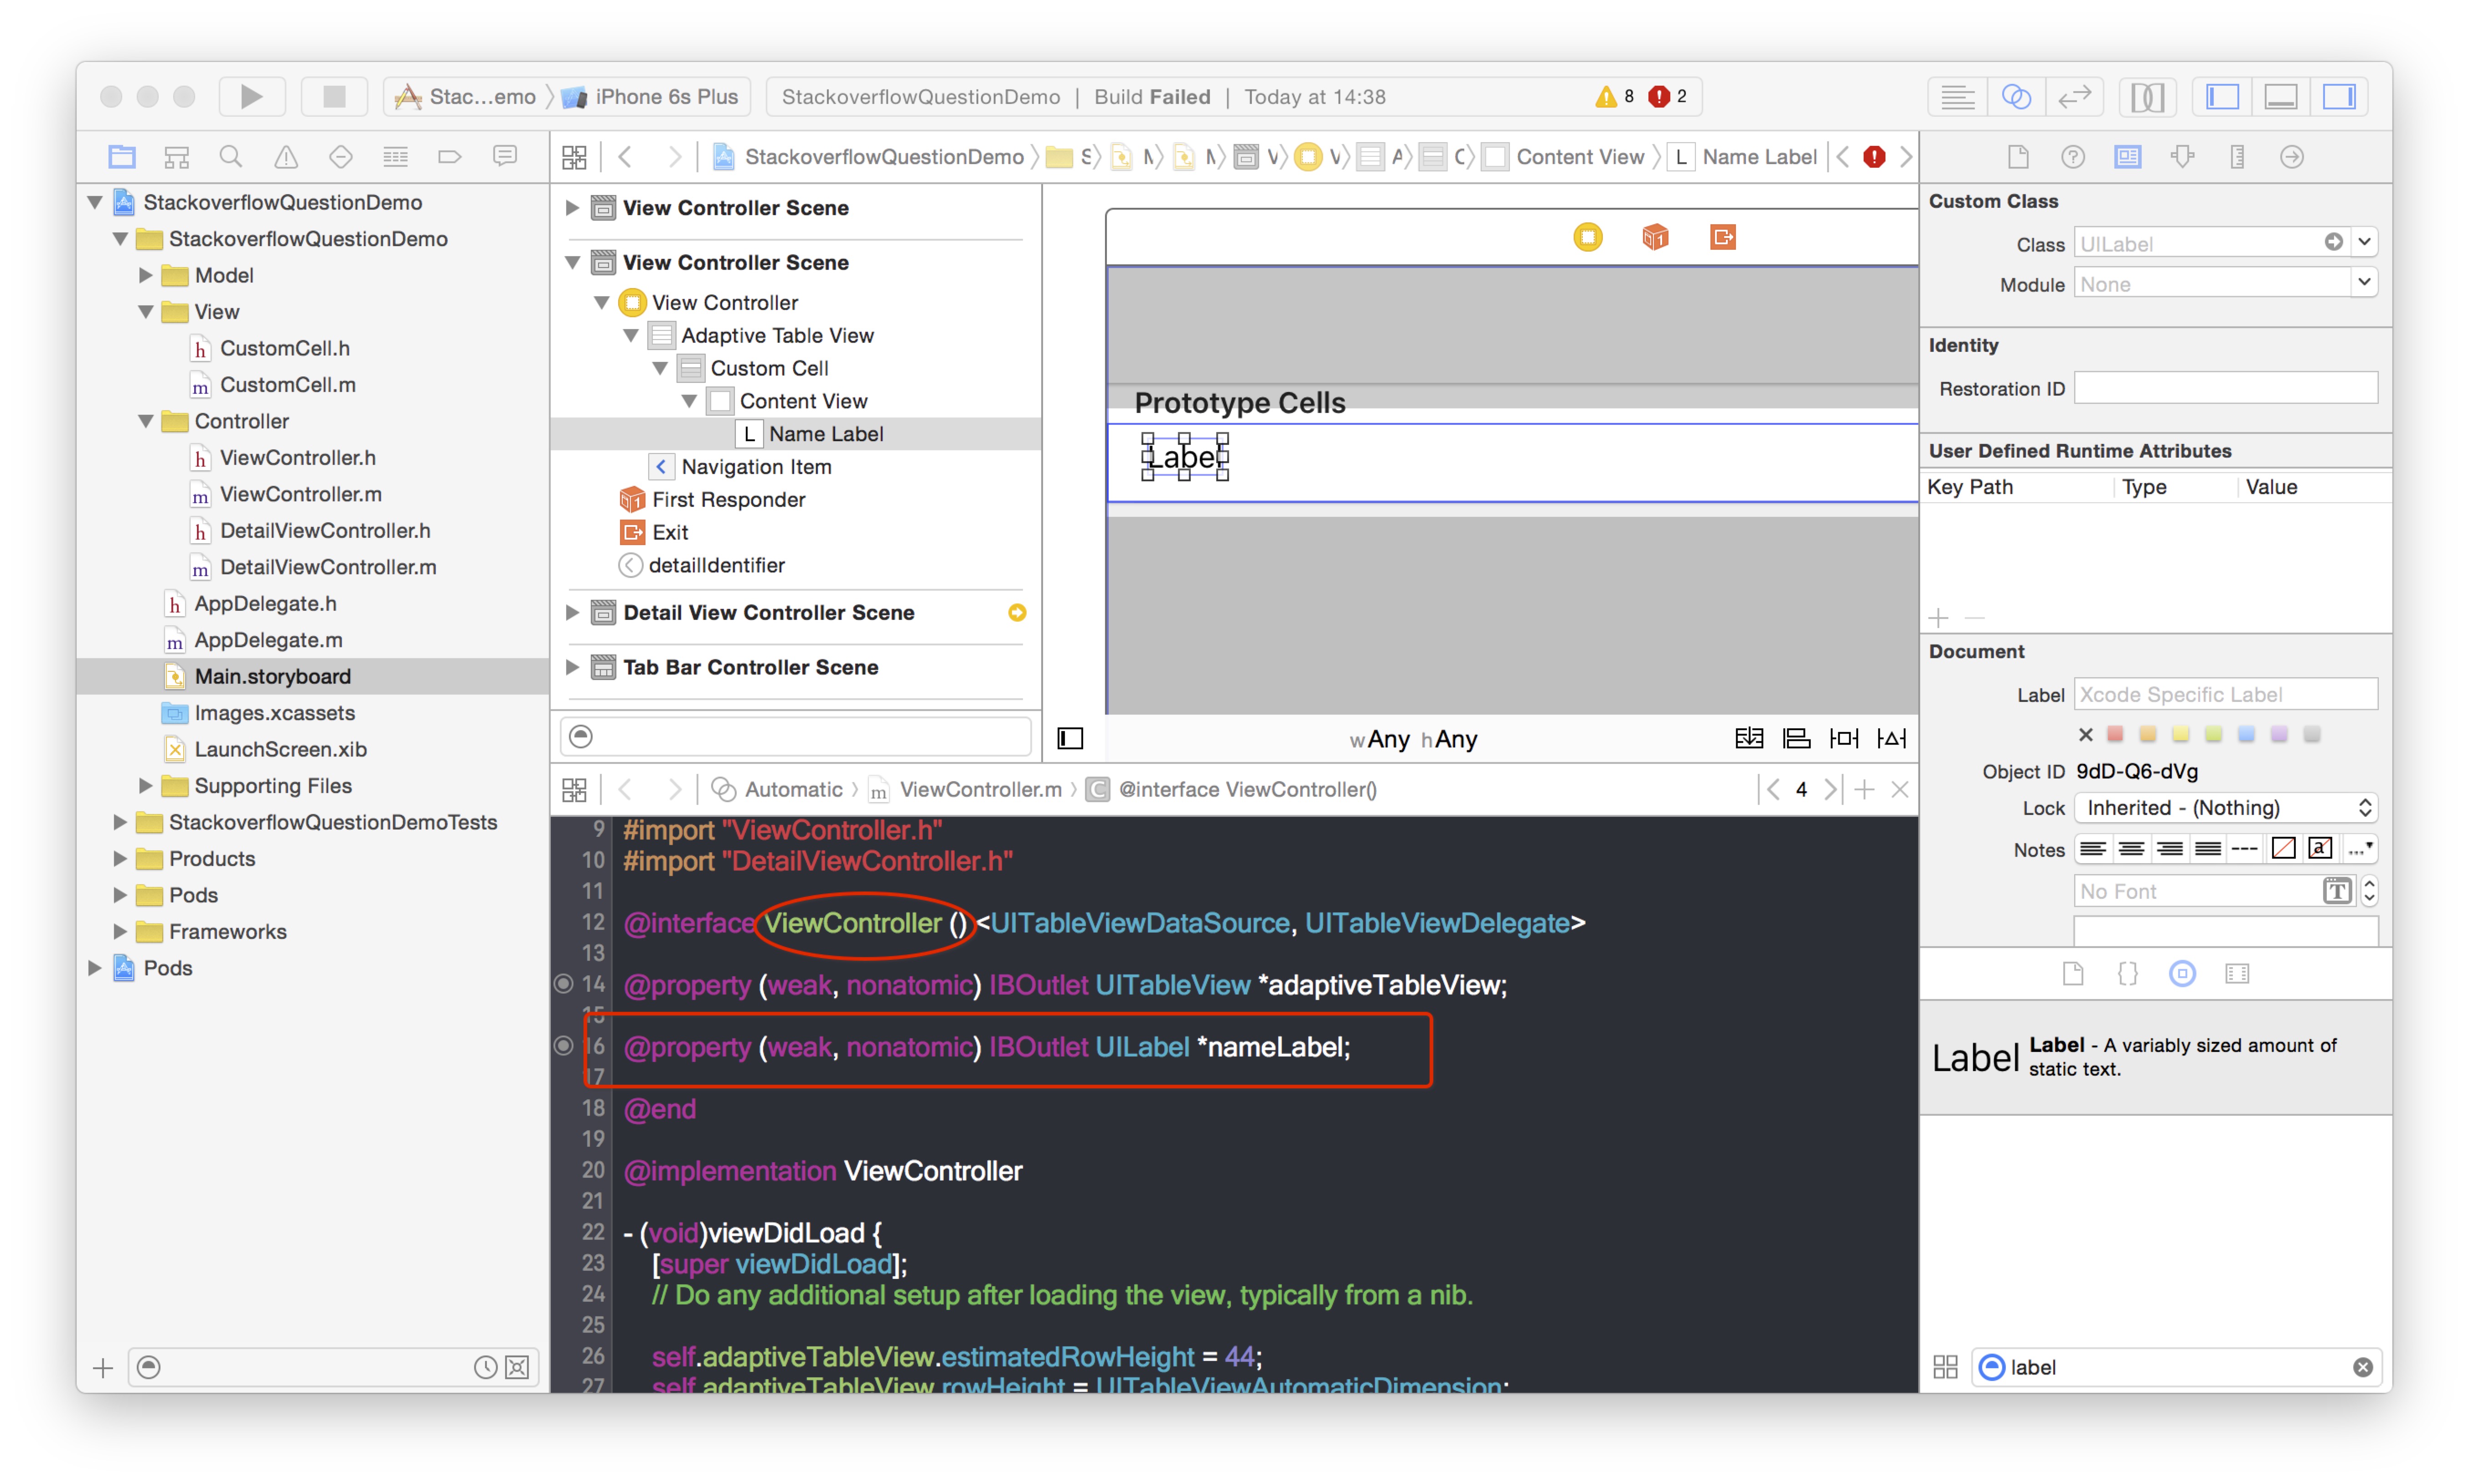 Stac...emo iPhone 6s Plus
StackoverflowQuestionDemo | Build Failed | Today at 14:38
8 2
StackoverflowQuestionDemo
StackoverflowQuestionDemo
Model
View
CustomCell.h
CustomCell.m
Controller
ViewController.h
ViewController.m
DetailViewController.h
DetailViewController.m
AppDelegate.h
AppDelegate.m
Main.storyboard
Images.xcassets
LaunchScreen.xib
Supporting Files
StackoverflowQuestionDemoTests
Products
Pods
Frameworks
Pods
StackoverflowQuestionDemo Content View L Name Label
View Controller Scene
View Controller Scene
View Controller
Adaptive Table View
Custom Cell
Content View
L Name Label
Navigation Item
First Responder
Exit
detailIdentifier
Detail View Controller Scene
Tab Bar Controller Scene
Prototype Cells
Label
wAny hAny
Automatic ViewController.m C @interface ViewController()
4
9 #import "ViewController.h"
10 #import "DetailViewController.h"
11
12 @interface ViewController () <UITableViewDataSource, UITableViewDelegate>
13
14 @property (weak, nonatomic) IBOutlet UITableView *adaptiveTableView;
15
16 @property (weak, nonatomic) IBOutlet UILabel *nameLabel;
17
18 @end
19
20 @implementation ViewController
21
22 - (void)viewDidLoad {
23 [super viewDidLoad];
24 // Do any additional setup after loading the view, typically from a nib.
25
26 self.adaptiveTableView.estimatedRowHeight = 44;
27 self.adaptiveTableView.rowHeight = UITableViewAutomaticDimension;
Custom Class
Class UILabel
Module None
Identity
Restoration ID
User Defined Runtime Attributes
Key Path Type Value
Document
Label Xcode Specific Label
Object ID 9dD-Q6-dVg
Lock Inherited - (Nothing)
Notes
No Font
Label Label - A variably sized amount of
static text.
label